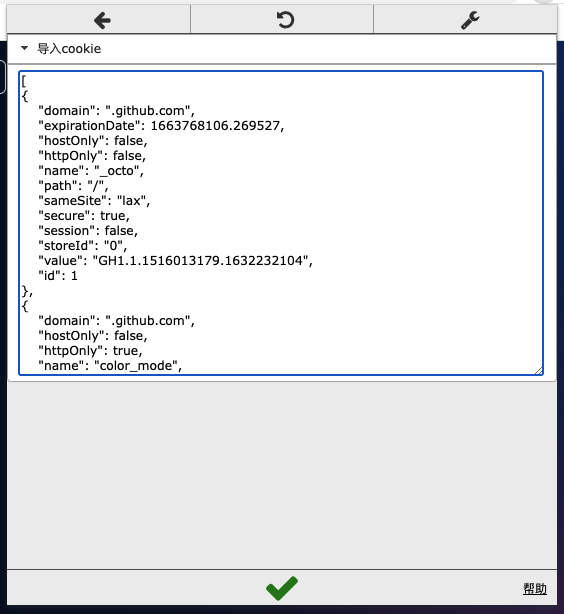 导入cookie
[
{
    "domain": ".github.com",
    "expirationDate": 1663768106.269527,
    "hostOnly": false,
    "httpOnly": false,
    "name": "_octo",
    "path": "/",
    "sameSite": "lax",
    "secure": true,
    "session": false,
    "storeId": "0",
    "value": "GH1.1.1516013179.1632232104",
    "id": 1
},
{
    "domain": ".github.com",
    "hostOnly": false,
    "httpOnly": true,
    "name": "color_mode",
帮助